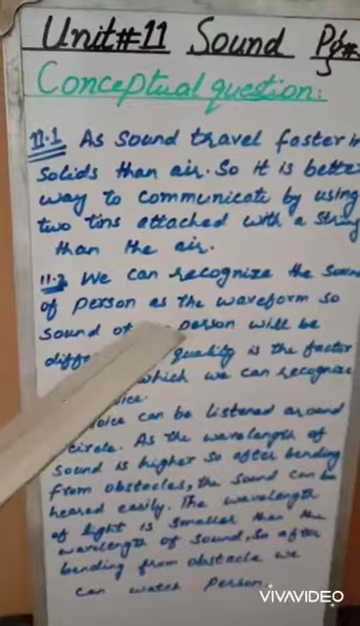 Unit#11 Sound Pg#
Conceptual question:
11.1 As Sound travel faster in
Solids than air. So it is better
way to communicate by using
two tins attached with a string
than the air.
11.2 We can recognize the Sound
of person as the waveform so
sound of person will be
quality is the factor
which we can recognize
can be listened around
circle. As the wavelength of
sound is higher so after bending
from obstacles, the sound can be
heared easily. The wavelength
of light is smaller than the
wavelength of sound, So after
bending from obstacle we
can watch Person.
VIVAVIDEO